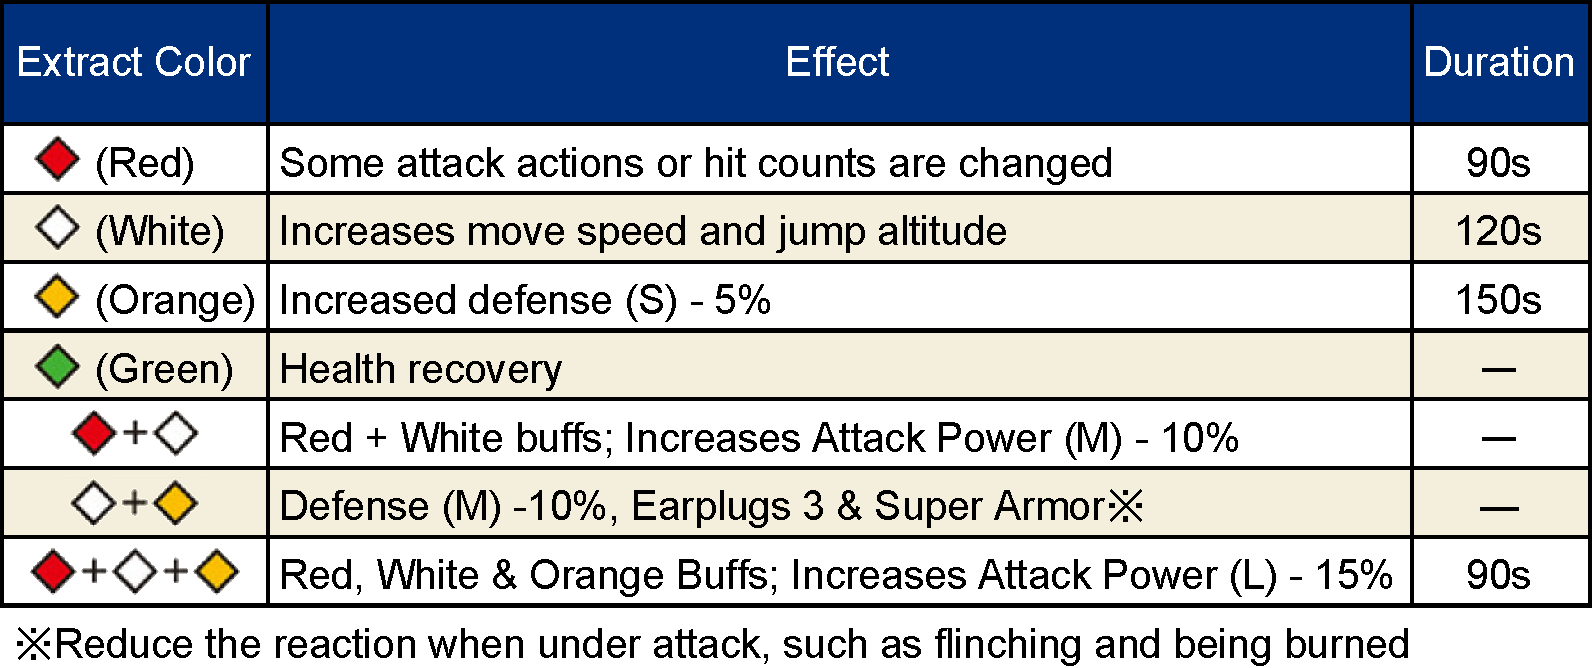 Extract Color Effect Duration
(Red) Some attack actions or hit counts are changed 90s
(White) Increases move speed and jump altitude 120s
(Orange) Increased defense (S) - 5% 150s
(Green) Health recovery —
+ Red + White buffs; Increases Attack Power (M) - 10% —
+ Defense (M) -10%, Earplugs 3 & Super Armor※ —
+ + Red, White & Orange Buffs; Increases Attack Power (L) - 15% 90s
※Reduce the reaction when under attack, such as flinching and being burned